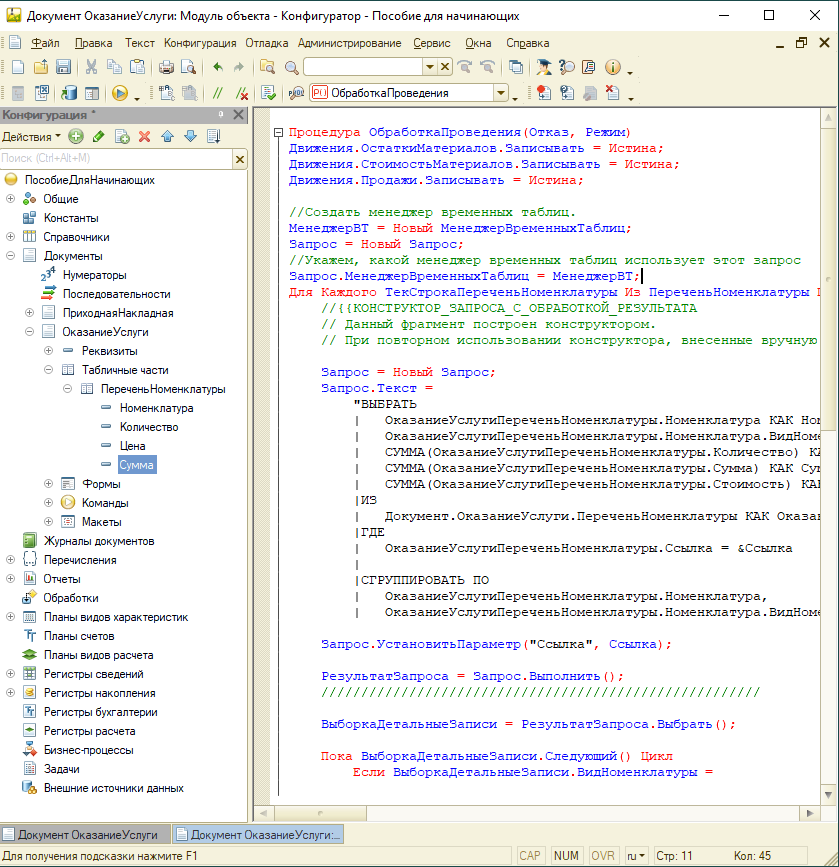 Документ ОказаниеУслуги: Модуль объекта - Конфигуратор - Пособие для начинающих
Файл Правка Текст Конфигурация Отладка Администрирование Сервис Окна Справка
ОбработкаПроведения
Конфигурация *
Действия
Поиск (Ctrl+Alt+M)
ПособиеДляНачинающих
Общие
Константы
Справочники
Документы
Нумераторы
Последовательности
ПриходнаяНакладная
ОказаниеУслуги
Реквизиты
Табличные части
ПереченьНоменклатуры
Номенклатура
Количество
Цена
Сумма
Формы
Команды
Макеты
Журналы документов
Перечисления
Отчеты
Обработки
Планы видов характеристик
Планы счетов
Планы видов расчета
Регистры сведений
Регистры накопления
Регистры бухгалтерии
Регистры расчета
Бизнес-процессы
Задачи
Внешние источники данных
Процедура ОбработкаПроведения(Отказ, Режим)
Движения.ОстаткиМатериалов.Записывать = Истина;
Движения.СтоимостьМатериалов.Записывать = Истина;
Движения.Продажи.Записывать = Истина;
//Создать менеджер временных таблиц.
МенеджерВТ = Новый МенеджерВременныхТаблиц;
Запрос = Новый Запрос;
//Укажем, какой менеджер временных таблиц использует этот запрос
Запрос.МенеджерВременныхТаблиц = МенеджерВТ;
Для Каждого ТекСтрокаПереченьНоменклатуры Из ПереченьНоменклатуры
//{{КОНСТРУКТОР_ЗАПРОСА_С_ОБРАБОТКОЙ_РЕЗУЛЬТАТА
// Данный фрагмент построен конструктором.
// При повторном использовании конструктора, внесенные вручную
Запрос = Новый Запрос;
Запрос.Текст =
"ВЫБРАТЬ
| ОказаниеУслугиПереченьНоменклатуры.Номенклатура КАК Ном
| ОказаниеУслугиПереченьНоменклатуры.ВидНоме
| СУММА(ОказаниеУслугиПереченьНоменклатуры.Количество) КА
| СУММА(ОказаниеУслугиПереченьНоменклатуры.Сумма) КАК Сум
| СУММА(ОказаниеУслугиПереченьНоменклатуры.Стоимость) КАК
|ИЗ
| Документ.ОказаниеУслуги.ПереченьНоменклатуры КАК Оказан
|ГДЕ
| ОказаниеУслугиПереченьНоменклатуры.Ссылка = &Ссылка
|
|СГРУППИРОВАТЬ ПО
| ОказаниеУслугиПереченьНоменклатуры.Номенклатура,
| ОказаниеУслугиПереченьНоменклатуры.ВидНоме
Запрос.УстановитьПараметр("Ссылка", Ссылка);
РезультатЗапроса = Запрос.Выполнить();
///////////////////////////////////////////////////////
ВыборкаДетальныеЗаписи = РезультатЗапроса.Выбрать();
Пока ВыборкаДетальныеЗаписи.Следующий() Цикл
Если ВыборкаДетальныеЗаписи.ВидНоменклатуры =
Документ ОказаниеУслуги Документ ОказаниеУслуги:...
Для получения подсказки нажмите F1 CAP NUM OVR ru Стр: 11 Кол: 45